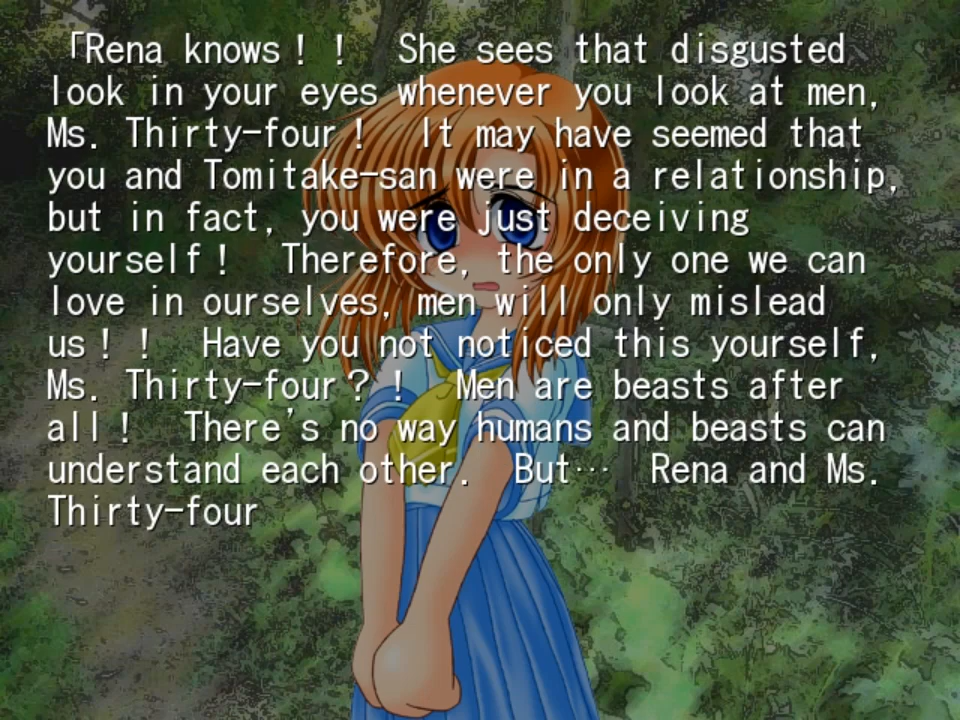 「Rena knows！！　She sees that disgusted
look in your eyes whenever you look at men,
Ms. Thirty-four！　It may have seemed that
you and Tomitake-san were in a relationship,
but in fact, you were just deceiving
yourself！　Therefore, the only one we can
love in ourselves, men will only mislead
us！！　Have you not noticed this yourself,
Ms. Thirty-four？！　Men are beasts after
all！　There's no way humans and beasts can
understand each other.　But…　Rena and Ms.
Thirty-four